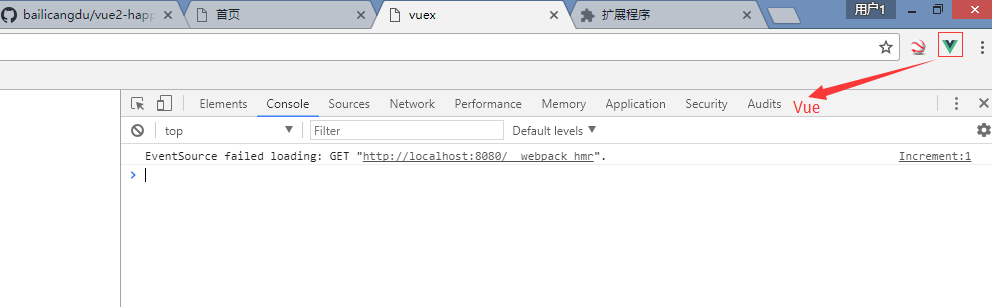 bailicangdu/vue2-happ
首页
vuex
扩展程序
用户1
Elements Console Sources Network Performance Memory Application Security Audits Vue
top Filter Default levels
EventSource failed loading: GET "http://localhost:8080/__webpack_hmr". Increment:1